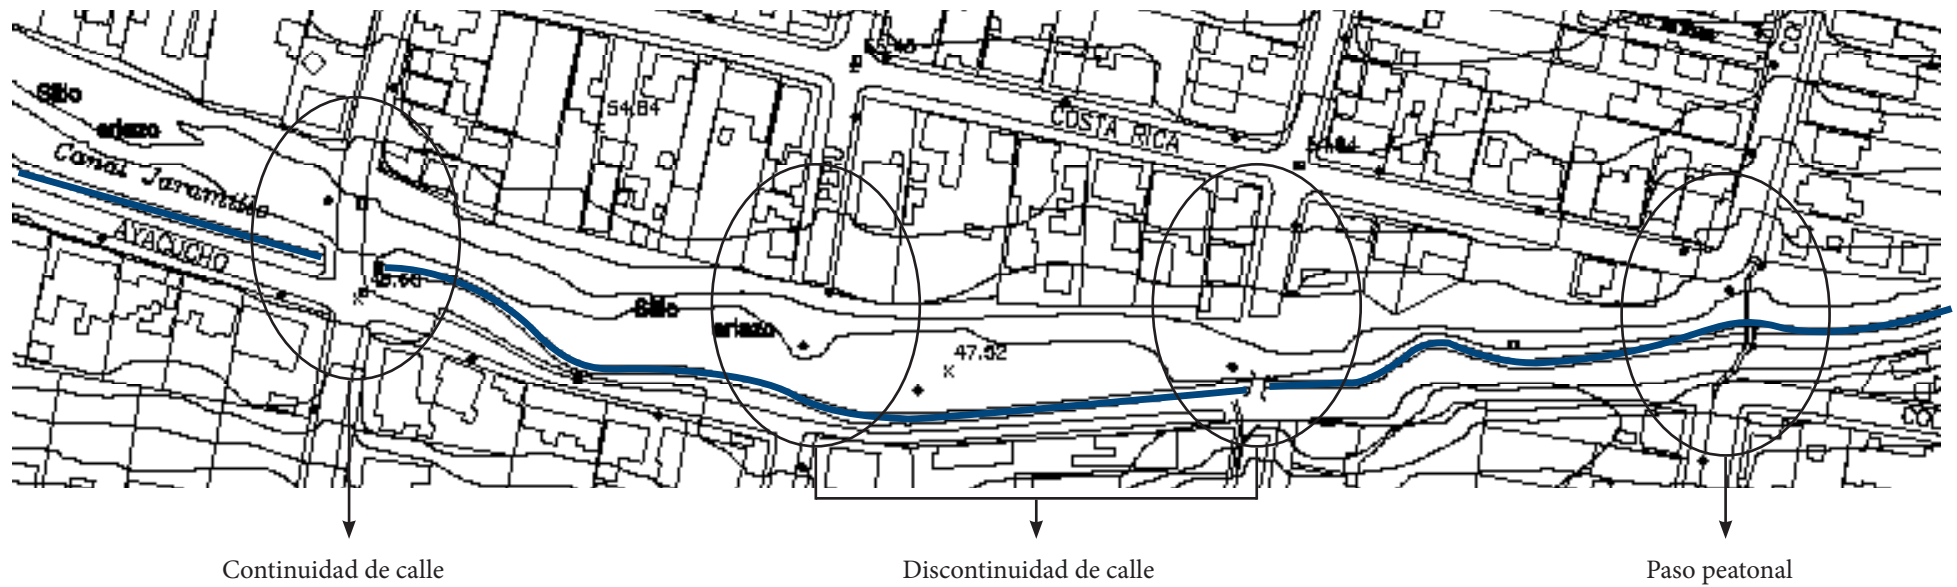 54.84
COSTA RICA
Sitio
eriazo
Canal Jaramillo
AYACUCHO
Sitio
eriazo
47.52
K
Continuidad de calle
Discontinuidad de calle
Paso peatonal